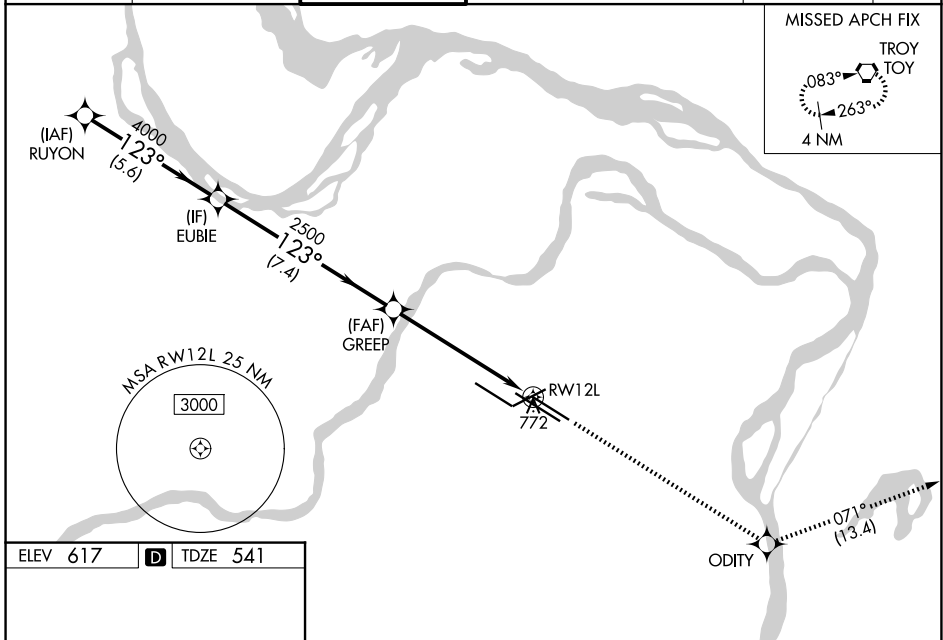 MISSED APCH FIX
TROY
TOY
083°
263°
4 NM
(IAF)
RUYON
4000
123°
(5.6)
(IF)
EUBIE
2500
123°
(7.4)
(FAF)
GREEP
MSA RW12L 25 NM
3000
RW12L
772
071°
(13.4)
ODITY
ELEV 617 D TDZE 541